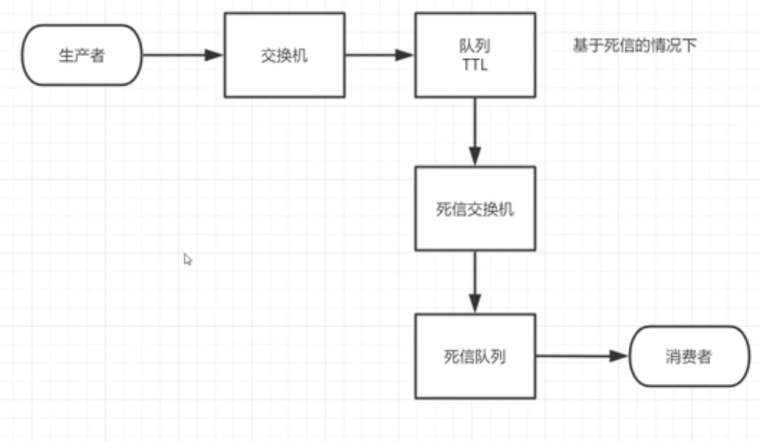 生产者
交换机
队列
TTL
基于死信的情况下
死信交换机
死信队列
消费者